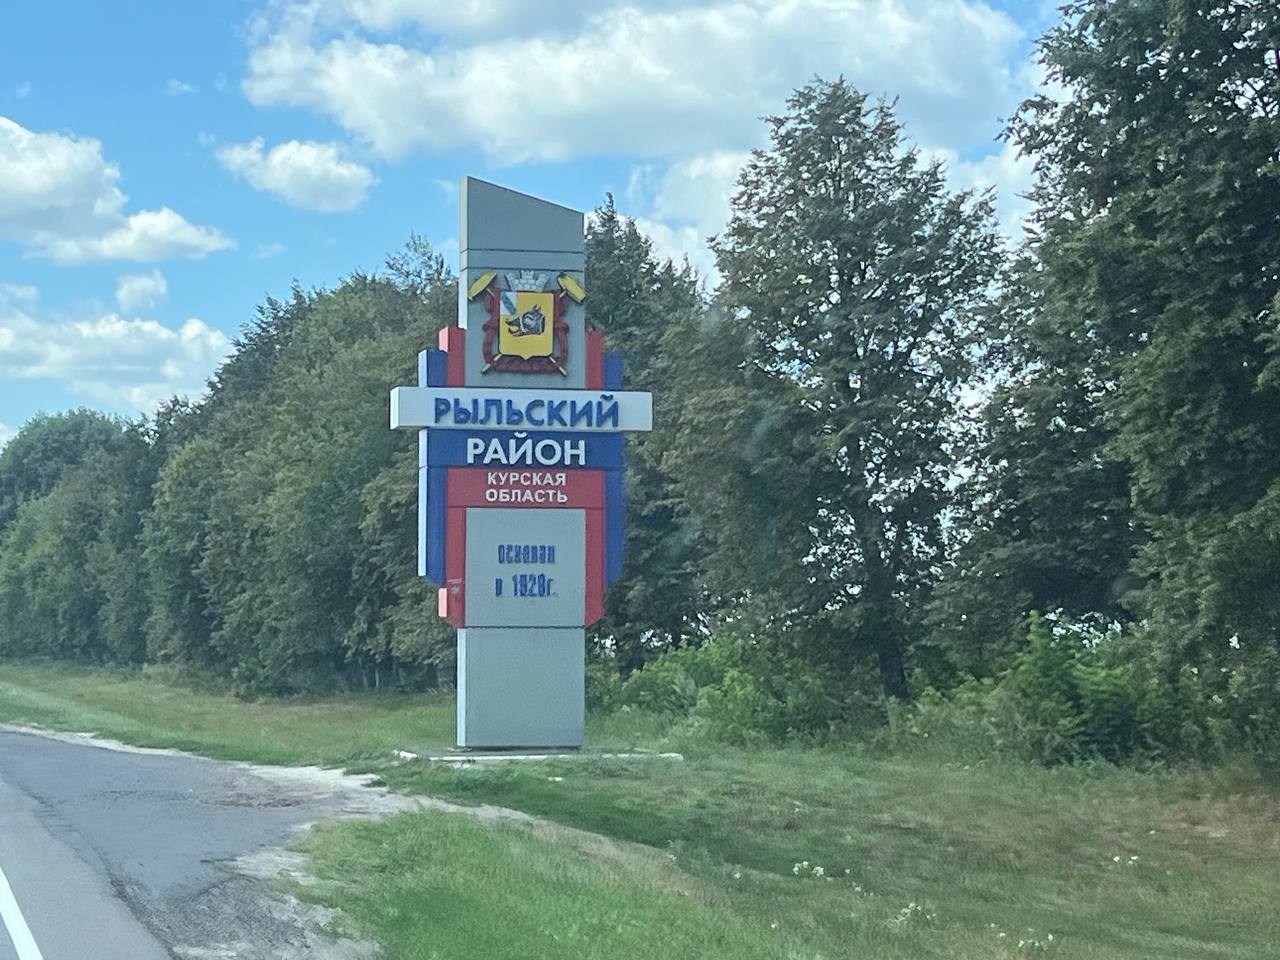 РЫЛЬСКИЙ
РАЙОН
КУРСКАЯ
ОБЛАСТЬ
основан
в 1928г.